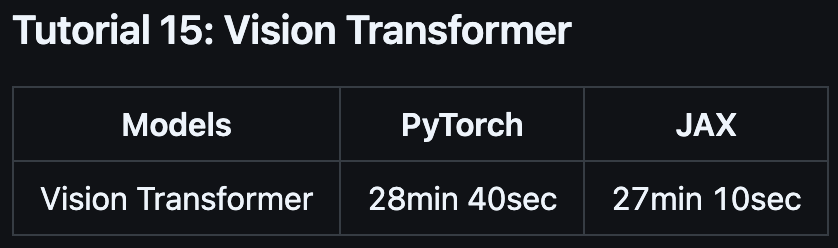 Tutorial 15: Vision Transformer
Models PyTorch JAX
Vision Transformer 28min 40sec 27min 10sec